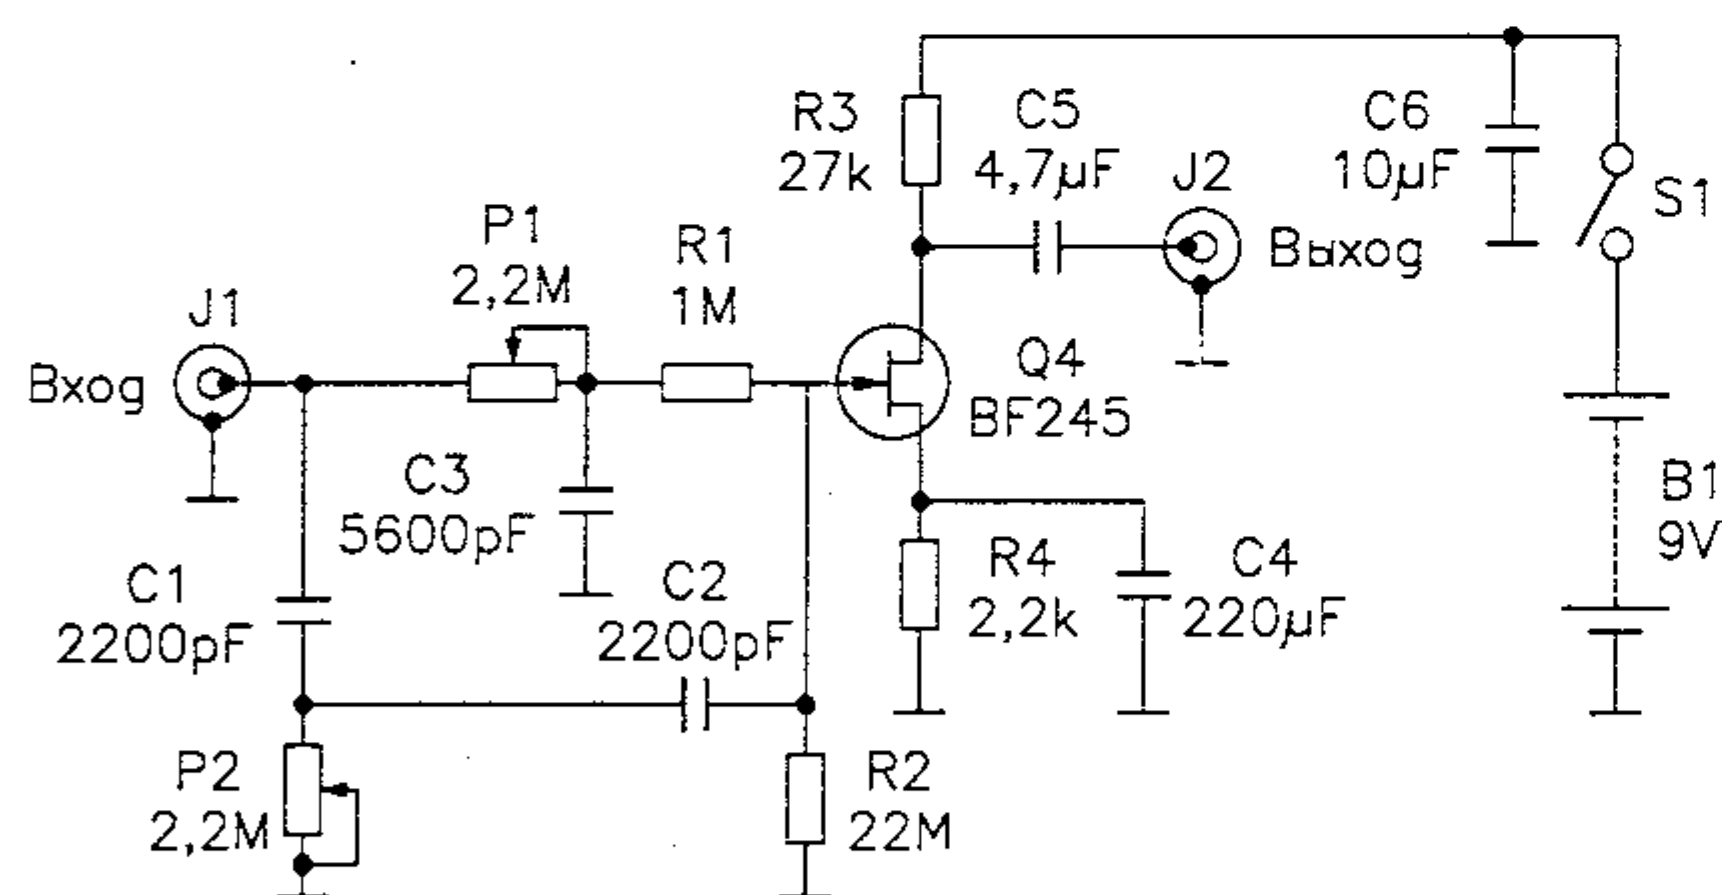 R3
27k
C5
4,7µF
J2
Выход
C6
10µF
S1
P1
2,2M
R1
1M
J1
Вход
Q4
BF245
C3
5600pF
B1
9V
C1
2200pF
C2
2200pF
R4
2,2k
C4
220µF
P2
2,2M
R2
22M